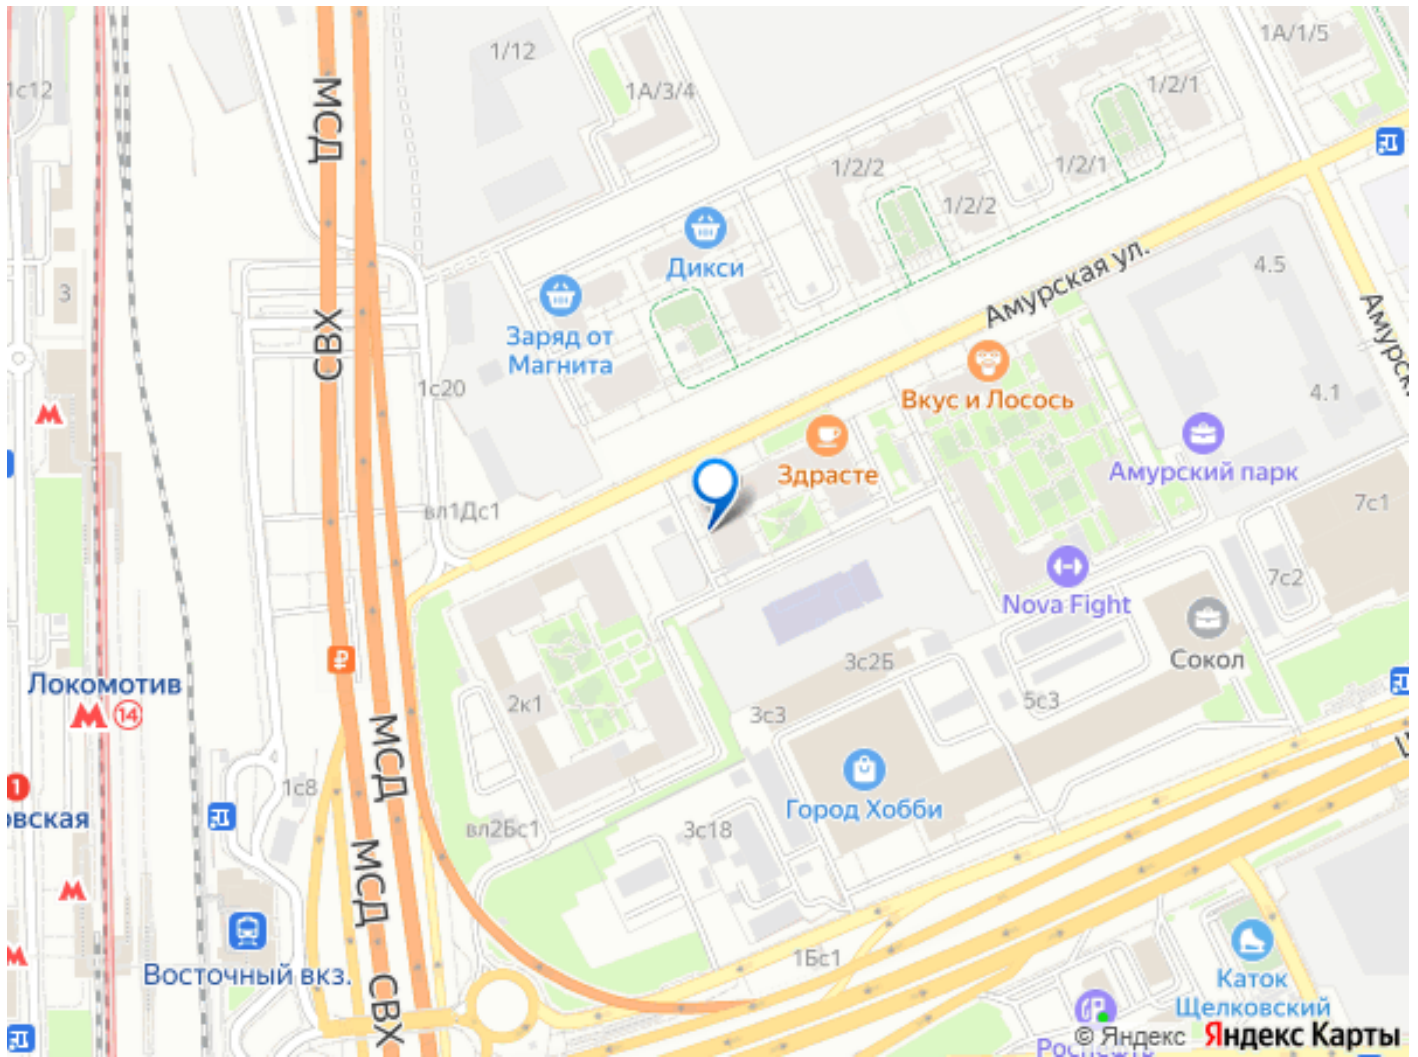 1/12
1А/1/5
1с12
1А/3/4
1/2/1
МСД
1/2/2
1/2/1
1/2/2
Дикси
Амурская ул.
4.5
3
Заряд от
Магнита
СВХ
1с20
Вкус и Лосось
4.1
Здрасте
Амурский парк
вл1Дс1
7с1
7с2
Nova Fight
3с2Б
Сокол
Локомотив
14
2к1
3с3
5с3
МСД
1
1с8
Город Хобби
вл2Бс1
3с18
МСД
1Бс1
Восточный вкз.
СВХ
Каток
Щелковский
© Яндекс Яндекс Карты